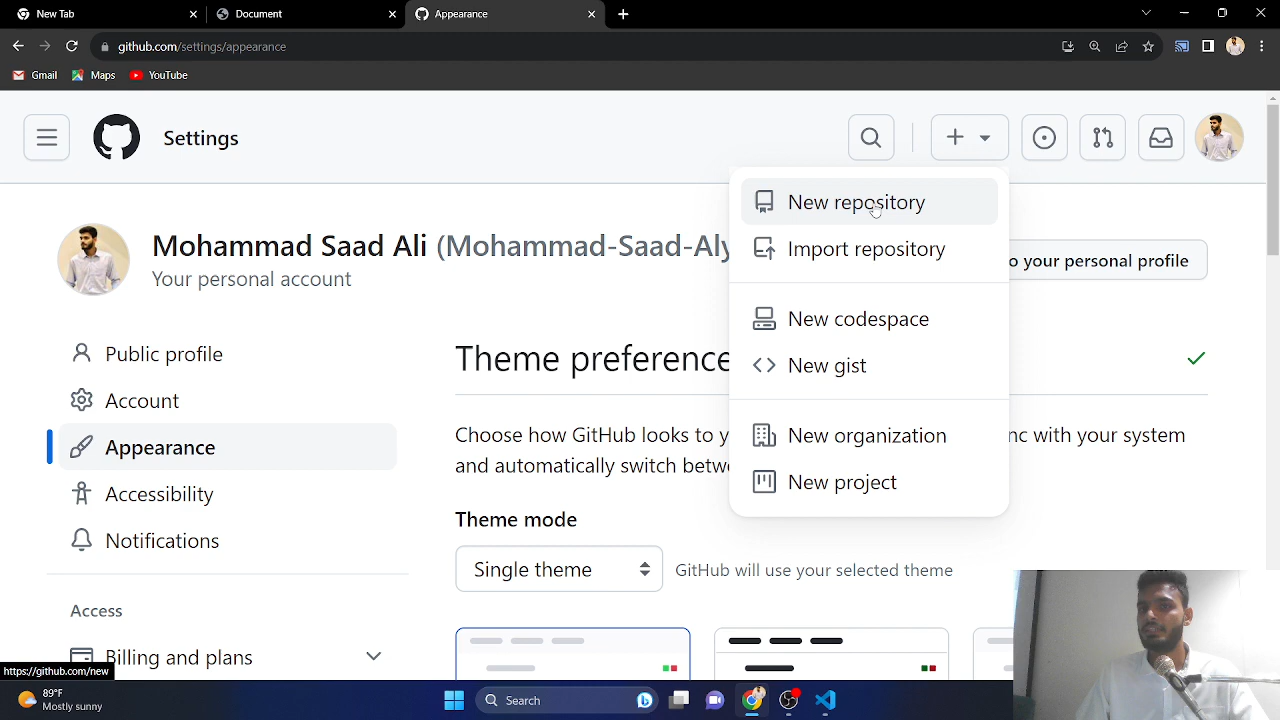 New Tab
Document
Appearance
github.com/settings/appearance
Gmail
Maps
YouTube
Settings
New repository
Import repository
New codespace
New gist
New organization
New project
Mohammad Saad Ali (Mohammad-Saad-Aly
Your personal account
o your personal profile
Public profile
Account
Appearance
Accessibility
Notifications
Access
Billing and plans
Theme preference
Choose how GitHub looks to y nc with your system
and automatically switch betw
Theme mode
Single theme
GitHub will use your selected theme
https://github.com/new
89°F
Mostly sunny
Search